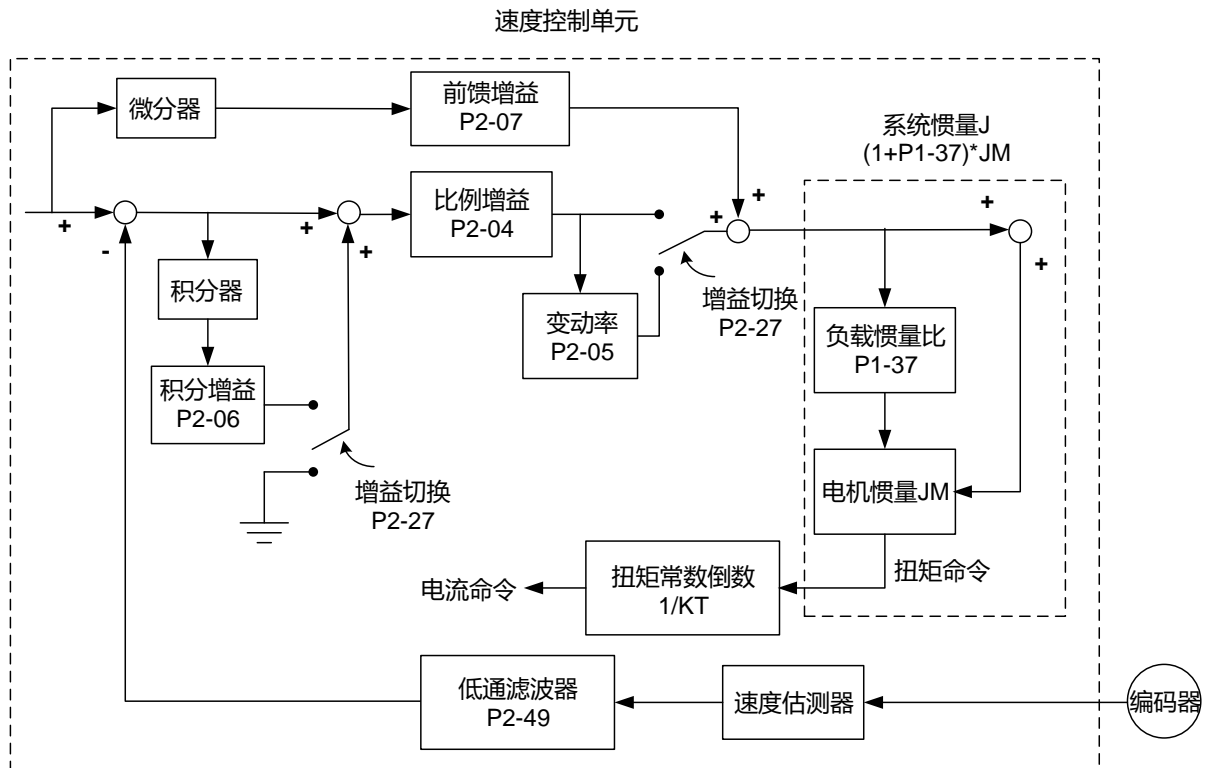 速度控制单元
微分器
前馈增益
P2-07
系统惯量J
(1+P1-37)*JM
+
-
+
+
比例增益
P2-04
+
+
+
+
积分器
变动率
P2-05
增益切换
P2-27
负载惯量比
P1-37
积分增益
P2-06
增益切换
P2-27
电机惯量JM
电流命令
扭矩常数倒数
1/KT
扭矩命令
低通滤波器
P2-49
速度估测器
编码器